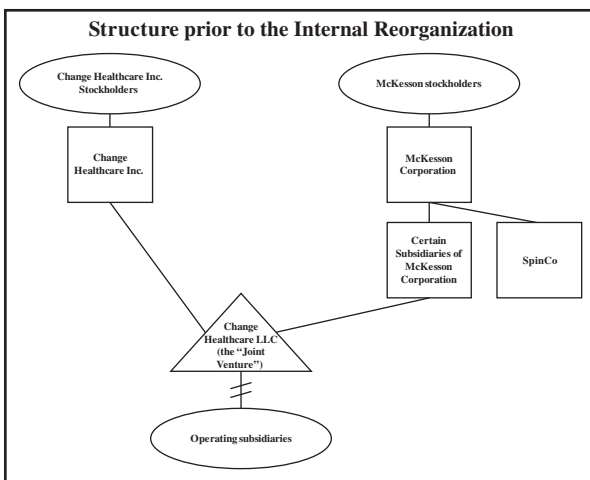 Structure prior to the Internal Reorganization
Change Healthcare Inc.
Stockholders
McKesson stockholders
Change
Healthcare Inc.
McKesson
Corporation
Certain
Subsidiaries of
McKesson
Corporation
SpinCo
Change
Healthcare LLC
(the “Joint
Venture”)
Operating subsidiaries